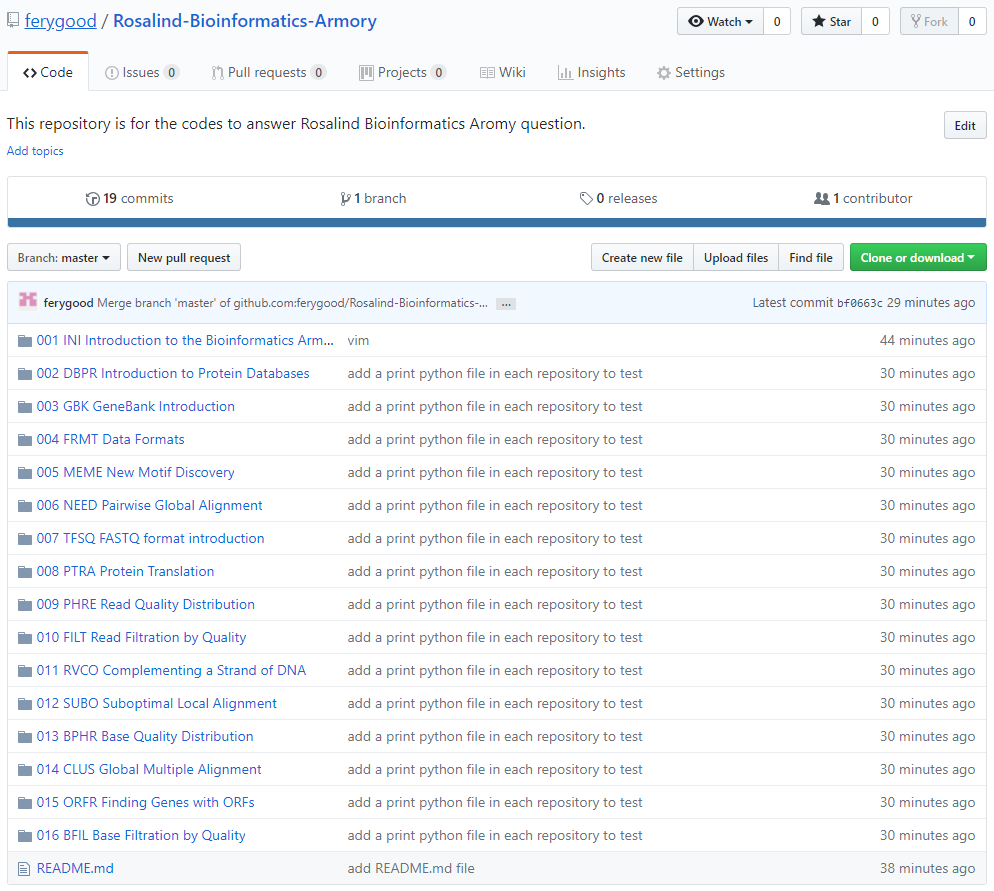 ferygood / Rosalind-Bioinformatics-Armory Watch 0 Star 0 Fork 0
Code Issues 0 Pull requests 0 Projects 0 Wiki Insights Settings
This repository is for the codes to answer Rosalind Bioinformatics Aromy question. Edit
Add topics
19 commits 1 branch 0 releases 1 contributor
Branch: master New pull request Create new file Upload files Find file Clone or download
ferygood Merge branch 'master' of github.com:ferygood/Rosalind-Bioinformatics-... ... Latest commit bf0663c 29 minutes ago
001 INI Introduction to the Bioinformatics Arm... vim 44 minutes ago
002 DBPR Introduction to Protein Databases add a print python file in each repository to test 30 minutes ago
003 GBK GeneBank Introduction add a print python file in each repository to test 30 minutes ago
004 FRMT Data Formats add a print python file in each repository to test 30 minutes ago
005 MEME New Motif Discovery add a print python file in each repository to test 30 minutes ago
006 NEED Pairwise Global Alignment add a print python file in each repository to test 30 minutes ago
007 TFSQ FASTQ format introduction add a print python file in each repository to test 30 minutes ago
008 PTRA Protein Translation add a print python file in each repository to test 30 minutes ago
009 PHRE Read Quality Distribution add a print python file in each repository to test 30 minutes ago
010 FILT Read Filtration by Quality add a print python file in each repository to test 30 minutes ago
011 RVCO Complementing a Strand of DNA add a print python file in each repository to test 30 minutes ago
012 SUBO Suboptimal Local Alignment add a print python file in each repository to test 30 minutes ago
013 BPHR Base Quality Distribution add a print python file in each repository to test 30 minutes ago
014 CLUS Global Multiple Alignment add a print python file in each repository to test 30 minutes ago
015 ORFR Finding Genes with ORFs add a print python file in each repository to test 30 minutes ago
016 BFIL Base Filtration by Quality add a print python file in each repository to test 30 minutes ago
README.md add README.md file 38 minutes ago